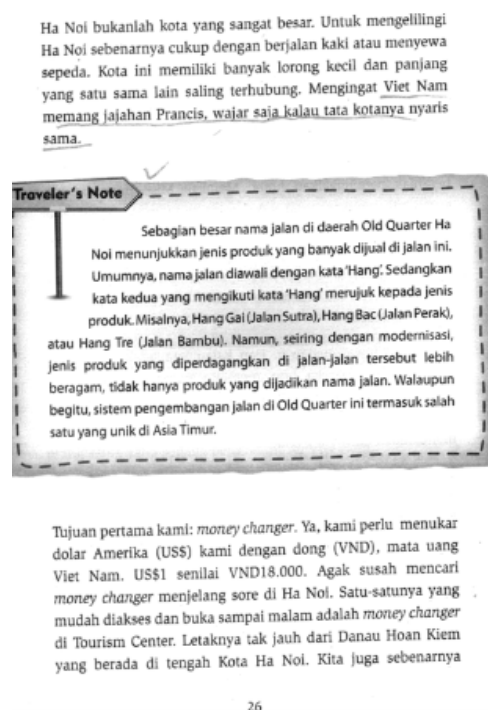 Ha Noi bukanlah kota yang sangat besar. Untuk mengelilingi
Ha Noi sebenarnya cukup dengan berjalan kaki atau menyewa
sepeda. Kota ini memiliki banyak lorong kecil dan panjang
yang satu sama lain saling terhubung. Mengingat Viet Nam
memang jajahan Prancis, wajar saja kalau tata kotanya nyaris
sama.
Traveler's Note
Sebagian besar nama jalan di daerah Old Quarter Ha
Noi menunjukkan jenis produk yang banyak dijual di jalan ini.
Umumnya, nama jalan diawali dengan kata 'Hang'. Sedangkan
kata kedua yang mengikuti kata 'Hang' merujuk kepada jenis
produk. Misalnya, Hang Gai (Jalan Sutra), Hang Bac (Jalan Perak),
atau Hang Tre (Jalan Bambu). Namun, seiring dengan modernisasi,
jenis produk yang diperdagangkan di jalan-jalan tersebut lebih
beragam, tidak hanya produk yang dijadikan nama jalan. Walaupun
begitu, sistem pengembangan jalan di Old Quarter ini termasuk salah
satu yang unik di Asia Timur.
Tujuan pertama kami: money changer. Ya, kami perlu menukar
dolar Amerika (US$) kami dengan dong (VND), mata uang
Viet Nam. US$1 senilai VND18.000. Agak susah mencari
money changer menjelang sore di Ha Noi. Satu-satunya yang
mudah diakses dan buka sampai malam adalah money changer
di Tourism Center. Letaknya tak jauh dari Danau Hoan Kiem
yang berada di tengah Kota Ha Noi. Kita juga sebenarnya
26